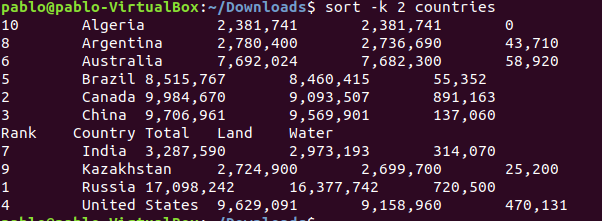 pablo@pablo-VirtualBox:~/Downloads$ sort -k 2 countries
10 Algeria 2,381,741 2,381,741 0
8 Argentina 2,780,400 2,736,690 43,710
6 Australia 7,692,024 7,682,300 58,920
5 Brazil 8,515,767 8,460,415 55,352
2 Canada 9,984,670 9,093,507 891,163
3 China 9,706,961 9,569,901 137,060
Rank Country Total Land Water
7 India 3,287,590 2,973,193 314,070
9 Kazakhstan 2,724,900 2,699,700 25,200
1 Russia 17,098,242 16,377,742 720,500
4 United States 9,629,091 9,158,960 470,131
pablo@pablo-VirtualBox:~/Downloads$